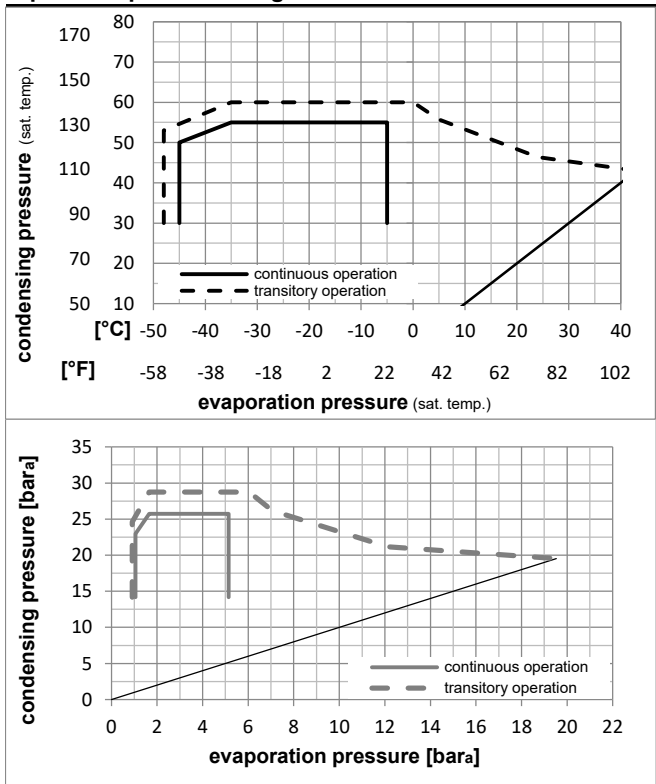 170 80
150 70
130 60
50
110 40
90 30
70 20
50 10
condensing pressure (sat. temp.)
continuous operation
transitory operation
[°C] -50 -40 -30 -20 -10 0 10 20 30 40
[°F] -58 -38 -18 2 22 42 62 82 102
evaporation pressure (sat. temp.)
35
30
25
20
15
10
5
0
condensing pressure [bara]
continuous operation
transitory operation
0 2 4 6 8 10 12 14 16 18 20 22
evaporation pressure [bara]